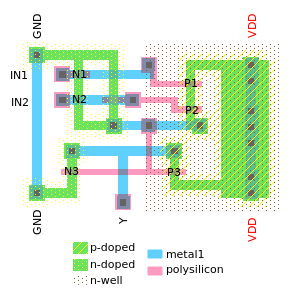 GND
VDD
IN1
N1
P1
IN2
N2
P2
N3
P3
GND
Y
VDD
p-doped
n-doped
n-well
metal1
polysilicon